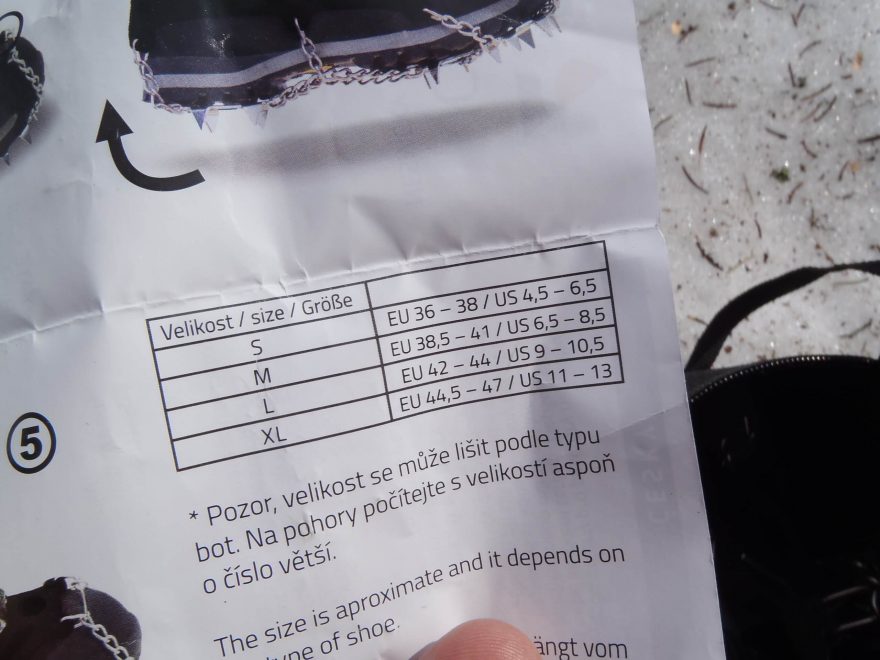 Velikost / size / Größe
S EU 36 – 38 / US 4,5 – 6,5
M EU 38,5 – 41 / US 6,5 – 8,5
L EU 42 – 44 / US 9 – 10,5
XL EU 44,5 – 47 / US 11 – 13
5
* Pozor, velikost se může lišit podle typu
bot. Na pohory počítejte s velikostí aspoň
o číslo větší.
The size is aproximate and it depends on
type of shoe.
vom